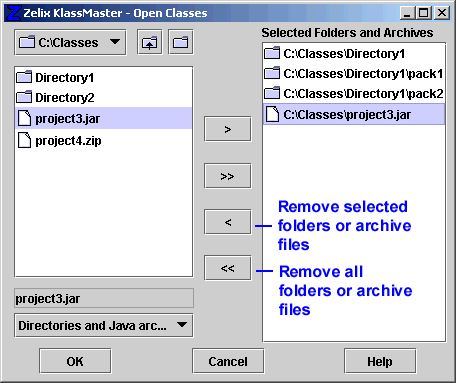 Zelix KlassMaster - Open Classes
C:\Classes
Selected Folders and Archives
Directory1
Directory2
project3.jar
project4.zip
>
>>
<
<<
C:\Classes\Directory1
C:\Classes\Directory1\pack1
C:\Classes\Directory1\pack2
C:\Classes\project3.jar
Remove selected
folders or archive
files
Remove all
folders or archive
files
project3.jar
Directories and Java arc...
OK
Cancel
Help